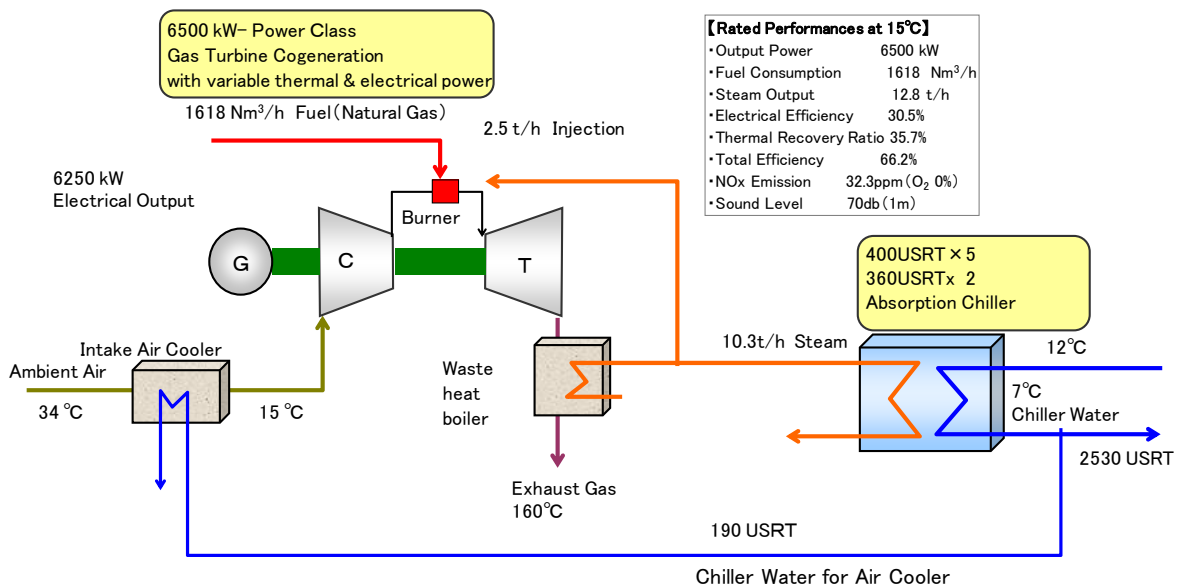 6500 kW- Power Class
Gas Turbine Cogeneration
with variable thermal & electrical power
1618 Nm³/h Fuel(Natural Gas)
【Rated Performances at 15℃】
・Output Power 6500 kW
・Fuel Consumption 1618 Nm³/h
・Steam Output 12.8 t/h
・Electrical Efficiency 30.5%
・Thermal Recovery Ratio 35.7%
・Total Efficiency 66.2%
・NOx Emission 32.3ppm(O₂ 0%)
・Sound Level 70db(1m)
2.5 t/h Injection
6250 kW
Electrical Output
Burner
G
C
T
400USRT×5
360USRTx 2
Absorption Chiller
Intake Air Cooler
Ambient Air
34 ℃
15 ℃
Waste
heat
boiler
10.3t/h Steam
12℃
7℃
Chiller Water
2530 USRT
Exhaust Gas
160℃
190 USRT
Chiller Water for Air Cooler